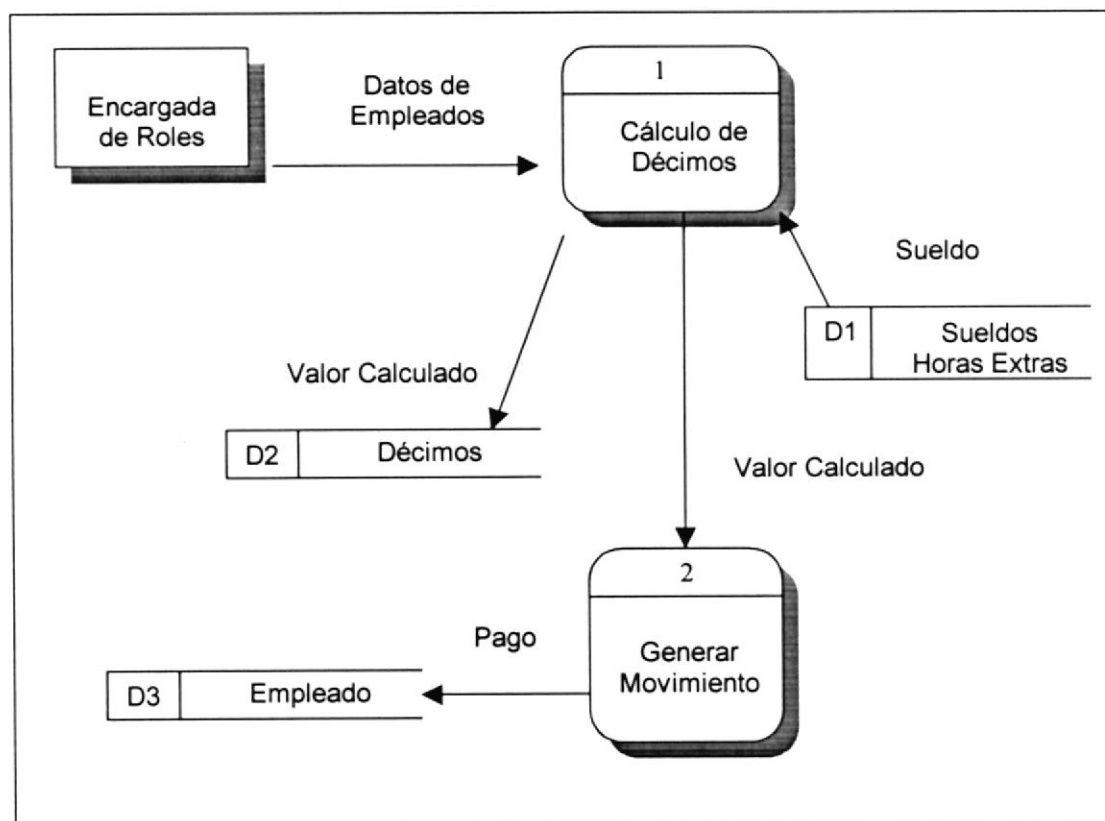 Encargada
de Roles
Datos de
Empleados
1
Cálculo de
Décimos
Sueldo
D1
Sueldos
Horas Extras
Valor Calculado
D2
Décimos
Valor Calculado
2
Generar
Movimiento
Pago
D3
Empleado